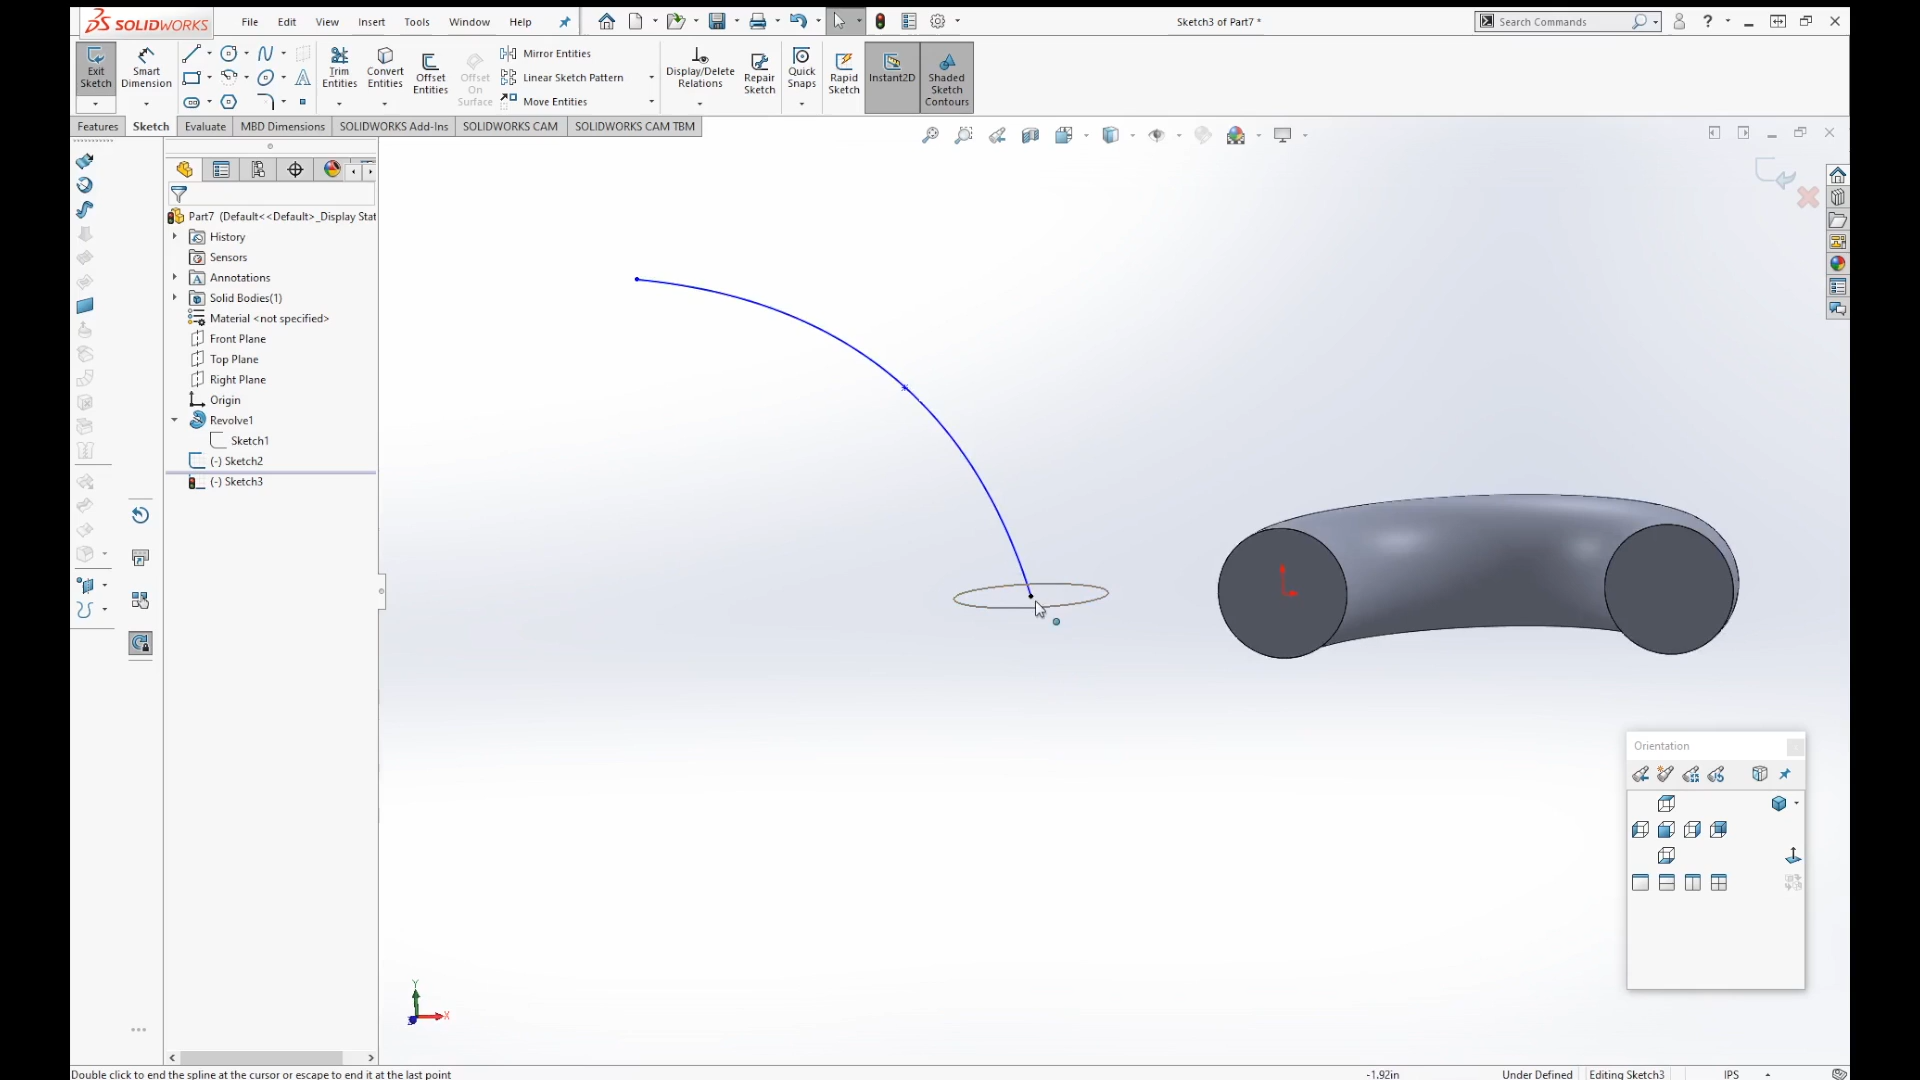 SOLIDWORKS
File Edit View Insert Tools Window Help
Sketch3 of Part7 *
Search Commands
Exit Sketch
Smart Dimension
Trim Entities
Convert Entities
Offset Entities
Offset On Surface
Mirror Entities
Linear Sketch Pattern
Move Entities
Display/Delete Relations
Repair Sketch
Quick Snaps
Rapid Sketch
Instant2D
Shaded Sketch Contours
Features Sketch Evaluate MBD Dimensions SOLIDWORKS Add-Ins SOLIDWORKS CAM SOLIDWORKS CAM TBM
Part7 (Default<<Default>_Display Stat
History
Sensors
Annotations
Solid Bodies(1)
Material <not specified>
Front Plane
Top Plane
Right Plane
Origin
Revolve1
Sketch1
(-) Sketch2
(-) Sketch3
Orientation
Y
X
Double click to end the spline at the cursor or escape to end it at the last point
-1.92in Under Defined Editing Sketch3 IPS